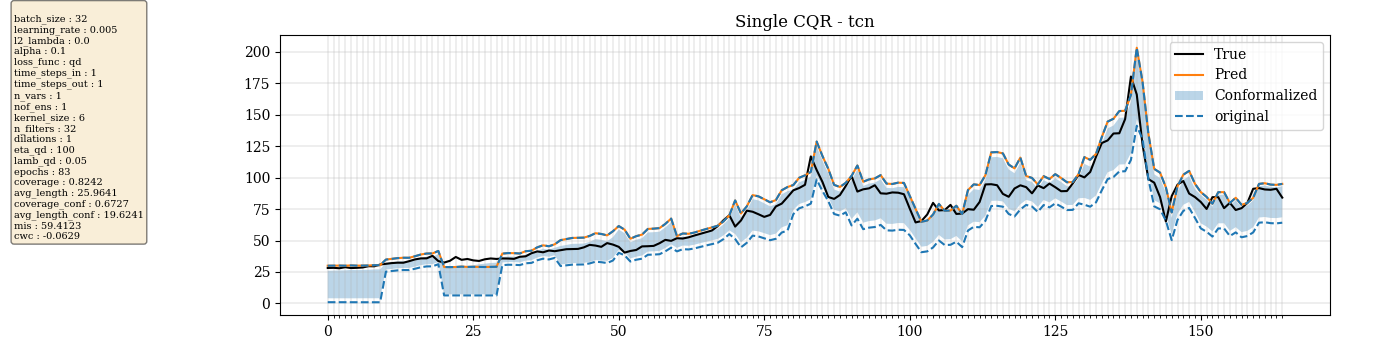 batch_size : 32
learning_rate : 0.005
l2_lambda : 0.0
alpha : 0.1
loss_func : qd
time_steps_in : 1
time_steps_out : 1
n_vars : 1
nof_ens : 1
kernel_size : 6
n_filters : 32
dilations : 1
eta_qd : 100
lamb_qd : 0.05
epochs : 83
coverage : 0.8242
avg_length : 25.9641
coverage_conf : 0.6727
avg_length_conf : 19.6241
mis : 59.4123
cwc : -0.0629
Single CQR - tcn
200
175
150
125
100
75
50
25
0
0 25 50 75 100 125 150
True
Pred
Conformalized
original